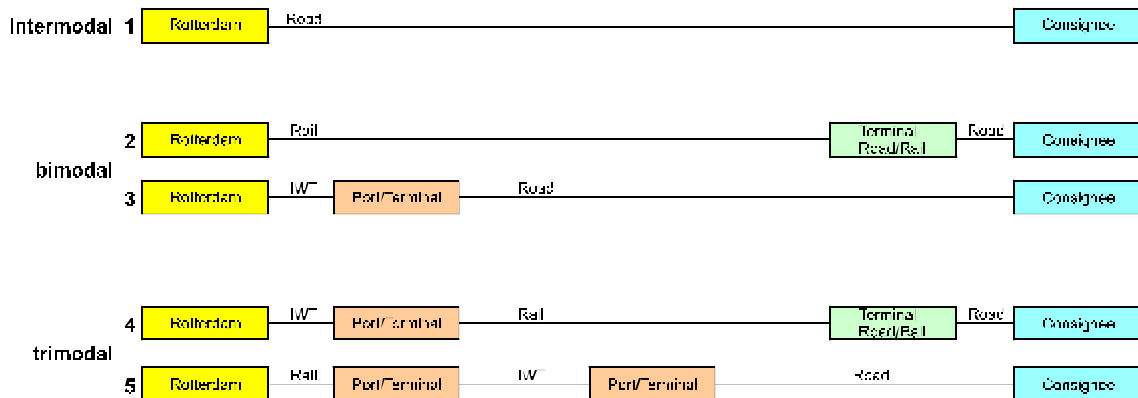 Intermodal 1 Rotterdam Road Consignee
2 Rotterdam Rail Terminal Road/Rail Road Consignee
bimodal
3 Rotterdam IWT Port/Terminal Road Consignee
4 Rotterdam IWT Port/Terminal Rail Terminal Road/Rail Road Consignee
trimodal
5 Rotterdam Rail Port/Terminal IWT Port/Terminal Road Consignee